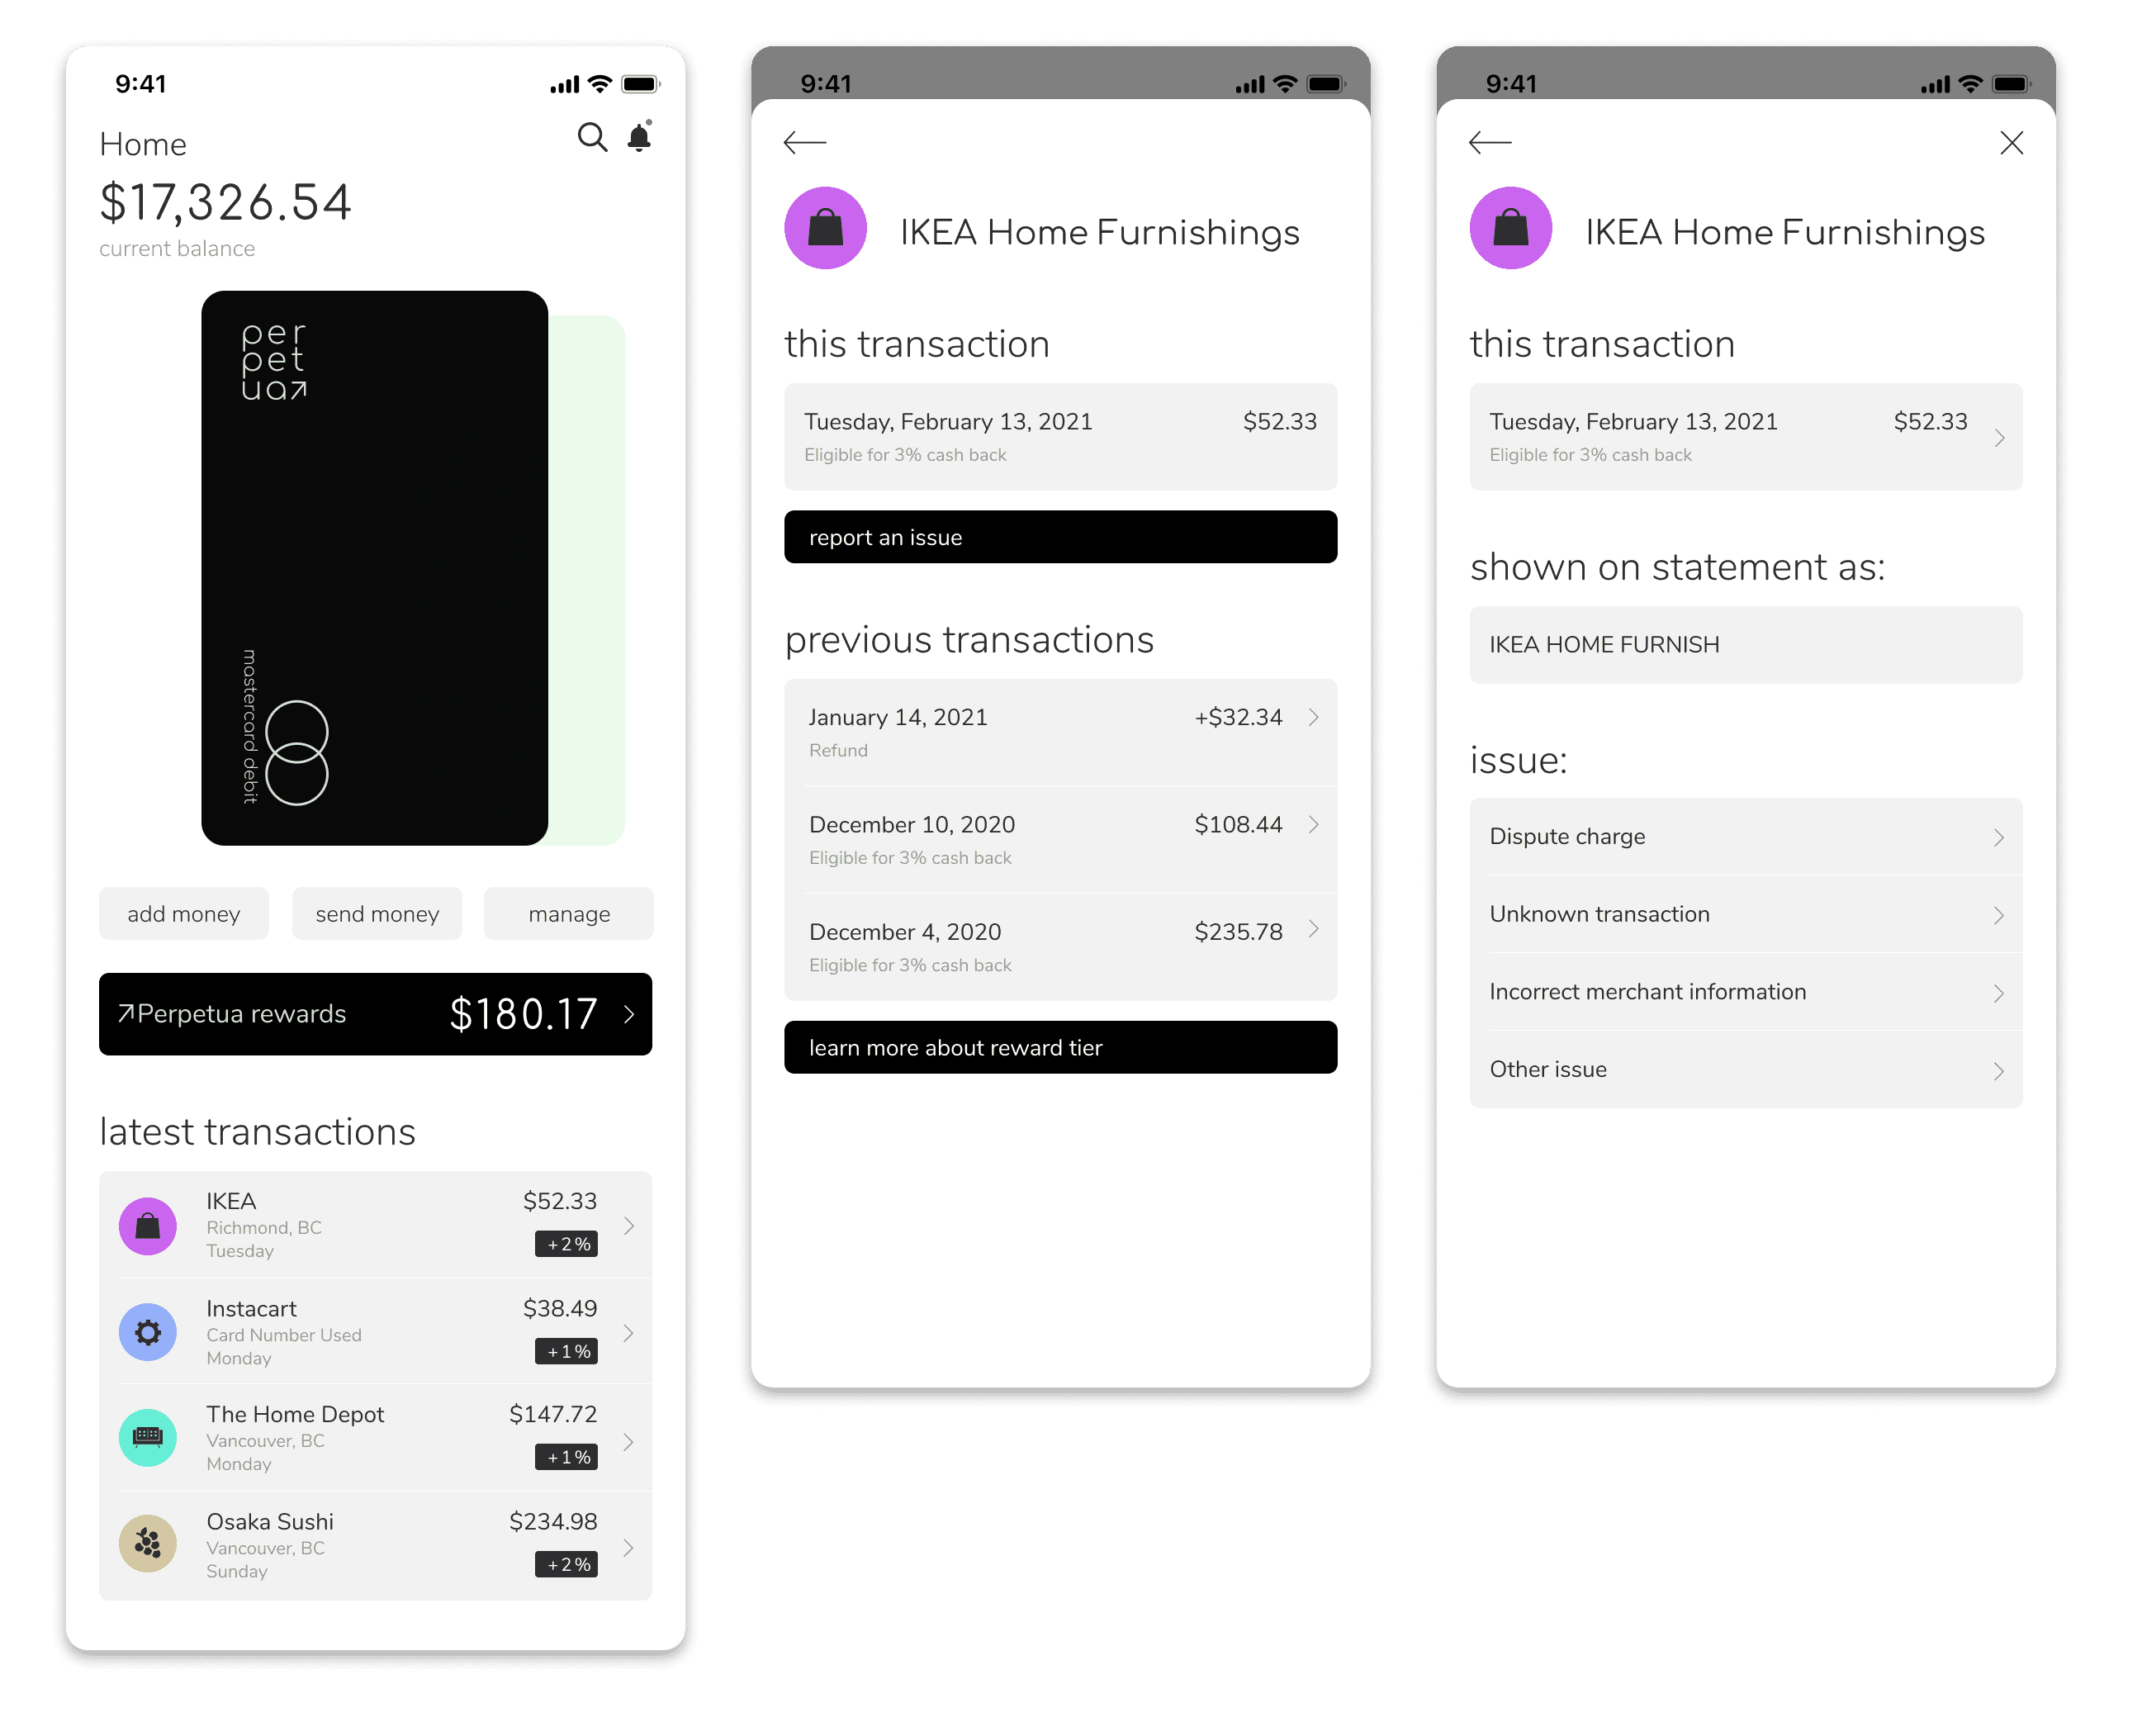 9:41
Home
$17,326.54
current balance
per
pet
ua
mastercard debit
add money
send money
manage
Perpetua rewards $180.17
latest transactions
IKEA $52.33
Richmond, BC
Tuesday
+2%
Instacart $38.49
Card Number Used
Monday
+1%
The Home Depot $147.72
Vancouver, BC
Monday
+1%
Osaka Sushi $234.98
Vancouver, BC
Sunday
+2%
9:41
IKEA Home Furnishings
this transaction
Tuesday, February 13, 2021 $52.33
Eligible for 3% cash back
report an issue
previous transactions
January 14, 2021 +$32.34
Refund
December 10, 2020 $108.44
Eligible for 3% cash back
December 4, 2020 $235.78
Eligible for 3% cash back
learn more about reward tier
9:41
IKEA Home Furnishings
this transaction
Tuesday, February 13, 2021 $52.33
Eligible for 3% cash back
shown on statement as:
IKEA HOME FURNISH
issue:
Dispute charge
Unknown transaction
Incorrect merchant information
Other issue